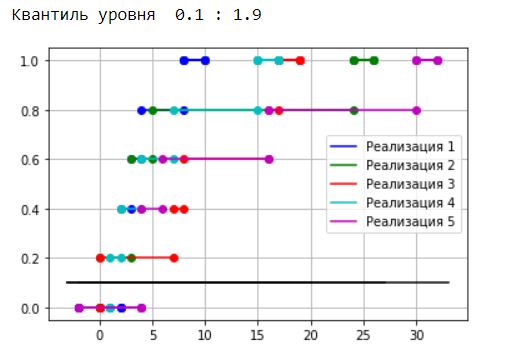 Квантиль уровня  0.1 : 1.9
1.0
0.8
0.6
0.4
0.2
0.0
Реализация 1
Реализация 2
Реализация 3
Реализация 4
Реализация 5
0 5 10 15 20 25 30